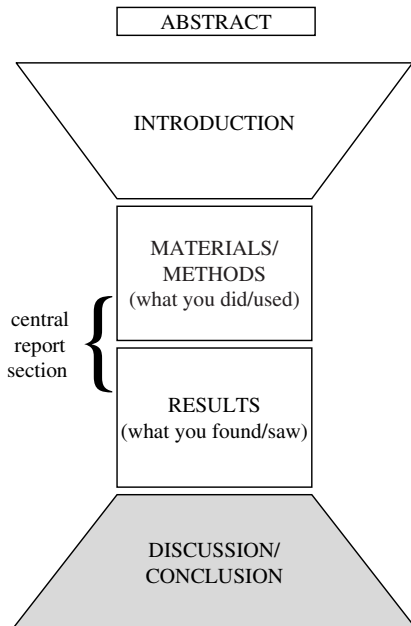 ABSTRACT
INTRODUCTION
MATERIALS/
METHODS
(what you did/used)
central
report
section
RESULTS
(what you found/saw)
DISCUSSION/
CONCLUSION